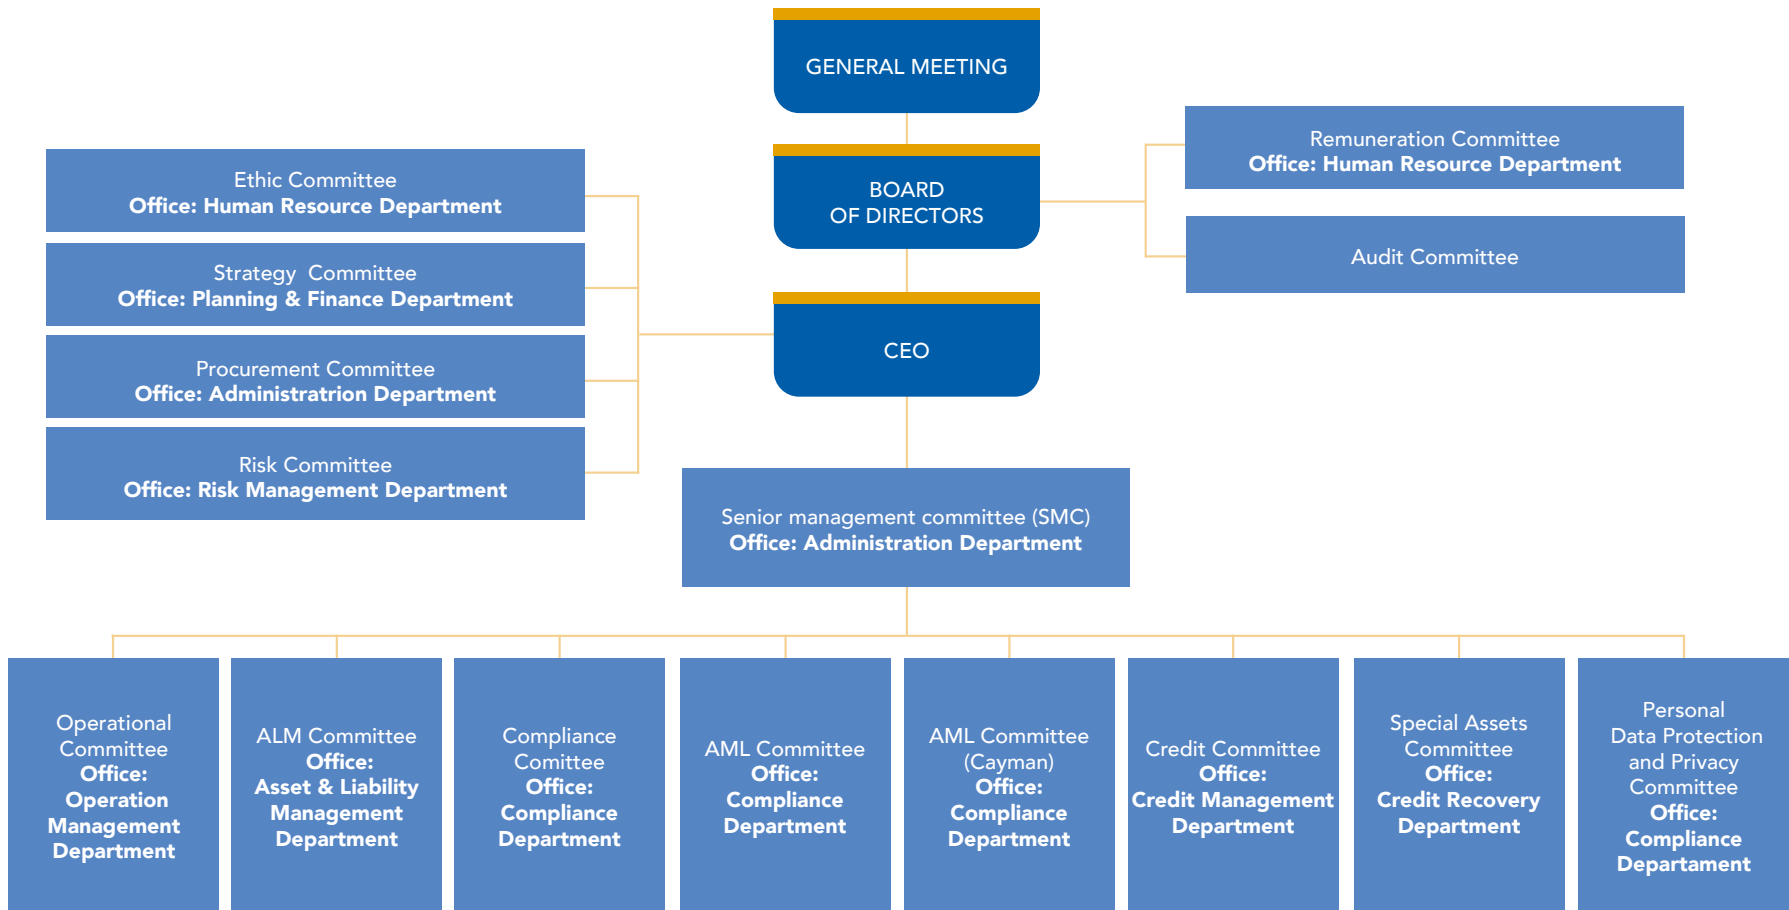 GENERAL MEETING
BOARD
OF DIRECTORS
CEO
Remuneration Committee
Office: Human Resource Department
Audit Committee
Ethic Committee
Office: Human Resource Department
Strategy Committee
Office: Planning & Finance Department
Procurement Committee
Office: Administratrion Department
Risk Committee
Office: Risk Management Department
Senior management committee (SMC)
Office: Administration Department
Operational
Committee
Office:
Operation
Management
Department
ALM Committee
Office:
Asset & Liability
Management
Department
Compliance
Comittee
Office:
Compliance
Department
AML Committee
Office:
Compliance
Department
AML Committee
(Cayman)
Office:
Compliance
Department
Credit Committee
Office:
Credit Management
Department
Special Assets
Committee
Office:
Credit Recovery
Department
Personal
Data Protection
and Privacy
Committee
Office:
Compliance
Departament